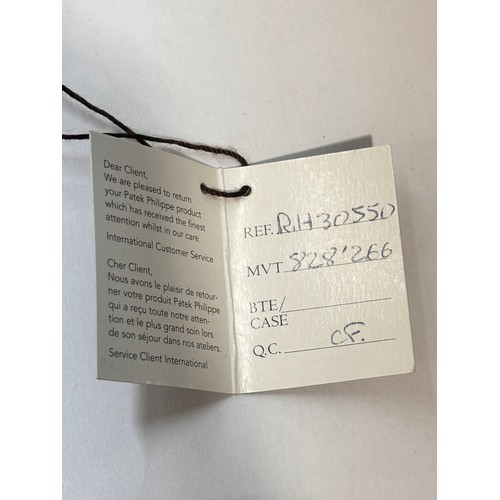 Dear Client,
We are pleased to return
your Patek Philippe product
which has received the finest
attention whilst in our care.
International Customer Service
Cher Client,
Nous avons le plaisir de retour-
ner votre produit Patek Philippe
qui a reçu toute notre atten-
tion et le plus grand soin lors
de son séjour dans nos ateliers.
Service Client International
REF. R.H30550
MVT 828'266
BTE/
CASE
Q.C. CF.